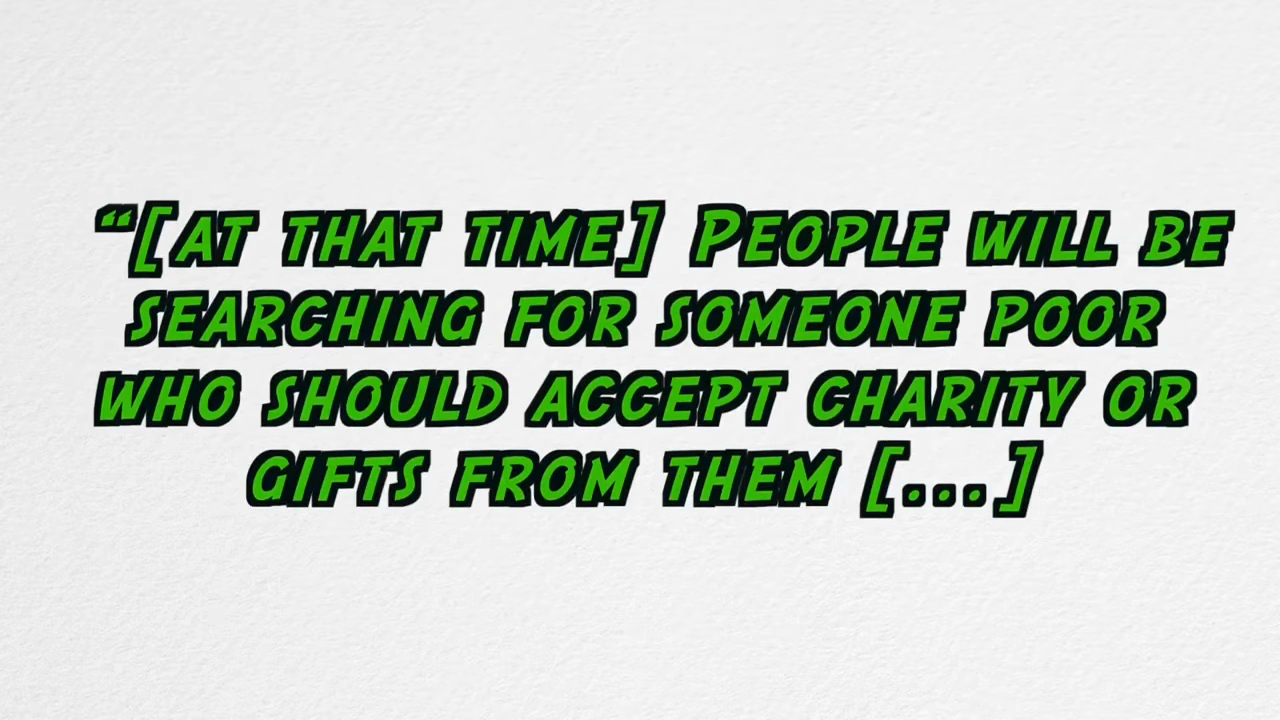 “[AT THAT TIME] PEOPLE WILL BE
SEARCHING FOR SOMEONE POOR
WHO SHOULD ACCEPT CHARITY OR
GIFTS FROM THEM [...]